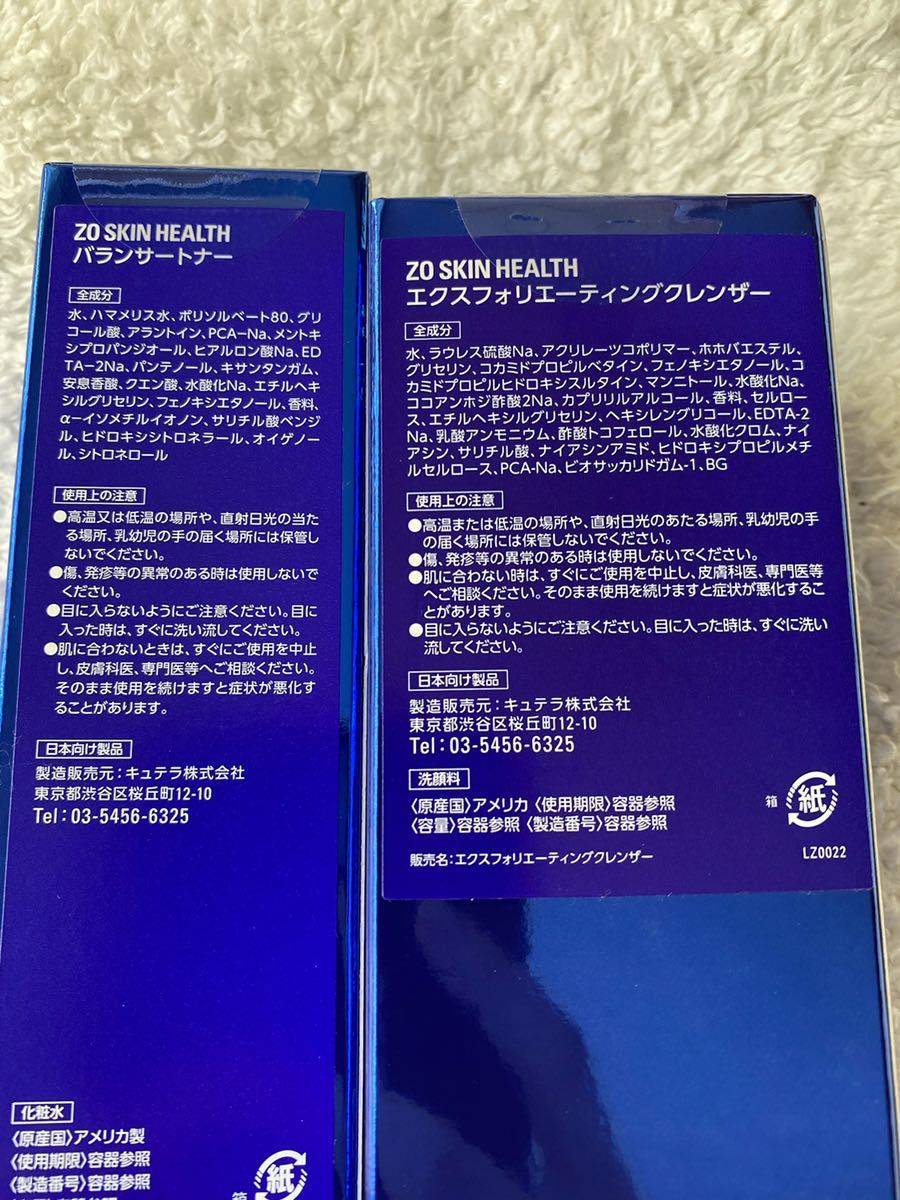 ZO SKIN HEALTH
バランサートナー
全成分
水、ハマメリス水、ポリソルベート80、グリ
コール酸、アラントイン、PCA-Na、メントキ
シプロパンジオール、ヒアルロン酸Na、ED
TA-2Na、パンテノール、キサンタンガム、
安息香酸、クエン酸、水酸化Na、エチルヘキ
シルグリセリン、フェノキシエタノール、香料、
α-イソメチルイオノン、サリチル酸ベンジ
ル、ヒドロキシシトロネラール、オイゲノー
ル、シトロネロール
使用上の注意
●高温又は低温の場所や、直射日光の当た
る場所、乳幼児の手の届く場所には保管し
ないでください。
●傷、発疹等の異常のある時は使用しないで
ください。
●目に入らないようにご注意ください。目に
入った時は、すぐに洗い流してください。
●肌に合わないときは、すぐにご使用を中止
し、皮膚科医、専門医等へご相談ください。
そのまま使用を続けますと症状が悪化す
ることがあります。
日本向け製品
製造販売元:キュテラ株式会社
東京都渋谷区桜丘町12-10
Tel:03-5456-6325
化粧水
〈原産国〉アメリカ製
〈使用期限〉容器参照
〈製造番号〉容器参照
〈容量〉容器参照
箱
紙
ZO SKIN HEALTH
エクスフォリエーティングクレンザー
全成分
水、ラウレス硫酸Na、アクリレーツコポリマー、ホホバエステル、
グリセリン、コカミドプロピルベタイン、フェノキシエタノール、コ
カミドプロピルヒドロキシスルタイン、マンニトール、水酸化Na、
ココアンホジ酢酸2Na、カプリリルアルコール、香料、セルロー
ス、エチルヘキシルグリセリン、ヘキシレングリコール、EDTA-2
Na、乳酸アンモニウム、酢酸トコフェロール、水酸化クロム、ナイ
アシン、サリチル酸、ナイアシンアミド、ヒドロキシプロピルメチ
ルセルロース、PCA-Na、ビオサッカリドガム-1、BG
使用上の注意
●高温または低温の場所や、直射日光のあたる場所、乳幼児の手
の届く場所には保管しないでください。
●傷、発疹等の異常のある時は使用しないでください。
●肌に合わない時は、すぐにご使用を中止し、皮膚科医、専門医等
へご相談ください。そのまま使用を続けますと症状が悪化するこ
とがあります。
●目に入らないようにご注意ください。目に入った時は、すぐに洗い
流してください。
日本向け製品
製造販売元:キュテラ株式会社
東京都渋谷区桜丘町12-10
Tel:03-5456-6325
洗顔料
〈原産国〉アメリカ 〈使用期限〉容器参照
〈容量〉容器参照 〈製造番号〉容器参照
販売名:エクスフォリエーティングクレンザー
箱
紙
LZ0022